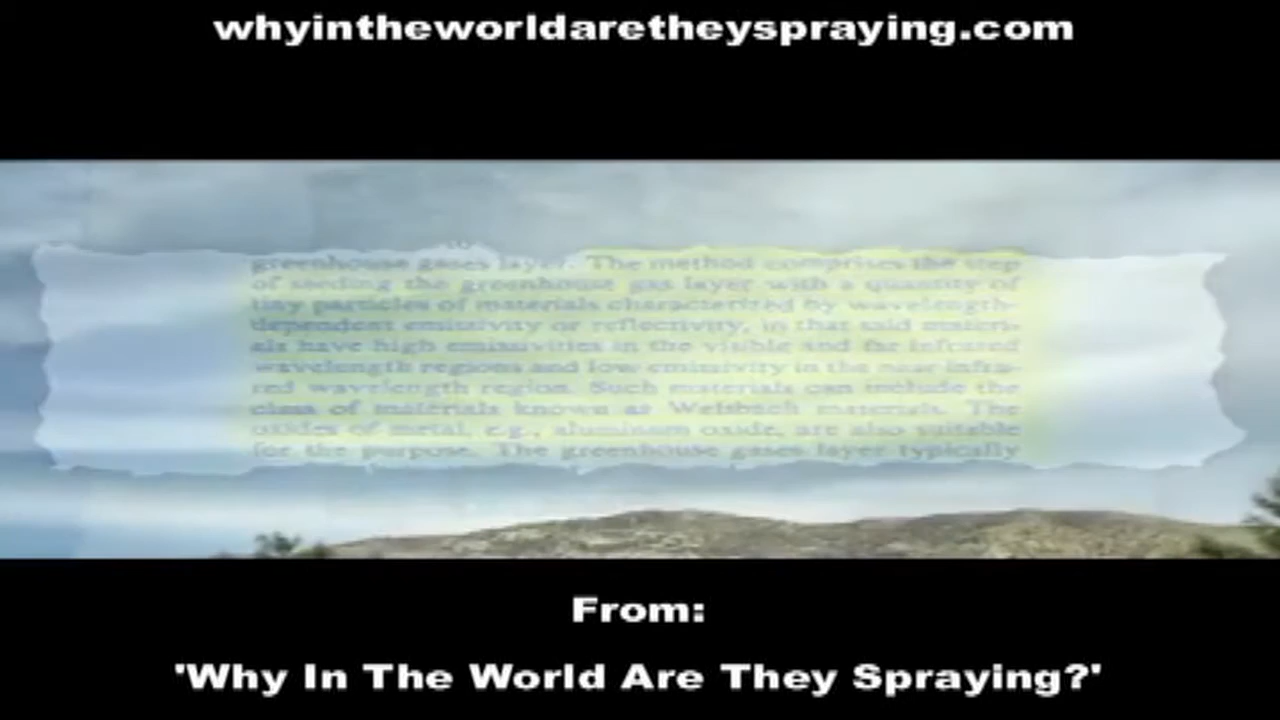 whyintheworldaretheyspraying.com
greenhouse gases layer. The method comprises the step
of seeding the greenhouse gas layer with a quantity of
tiny particles of materials characterized by wavelength-
dependent emissivity or reflectivity, in that said materi-
als have high emissivities in the visible and far infrared
wavelength regions and low emissivity in the near infra-
red wavelength region. Such materials can include the
class of materials known as Welsbach materials. The
oxides of metal, e.g., aluminum oxide, are also suitable
for the purpose. The greenhouse gases layer typically
From:
'Why In The World Are They Spraying?'